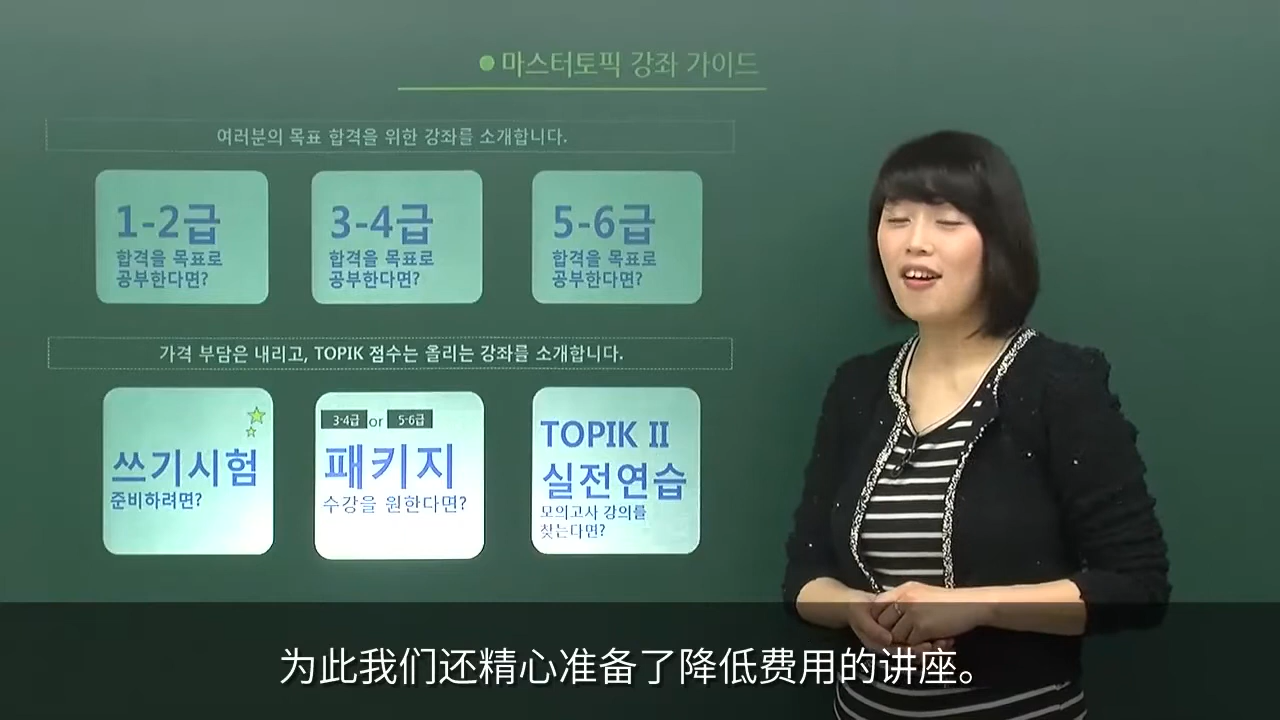 마스터토픽 강좌 가이드
여러분의 목표 합격을 위한 강좌를 소개합니다.
1-2급
합격을 목표로
공부한다면?
3-4급
합격을 목표로
공부한다면?
5-6급
합격을 목표로
공부한다면?
가격 부담은 내리고, TOPIK 점수는 올리는 강좌를 소개합니다.
쓰기시험
준비하려면?
3-4급 or 5-6급
패키지
수강을 원한다면?
TOPIK II
실전연습
모의고사 강의를
찾는다면?
为此我们还精心准备了降低费用的讲座。